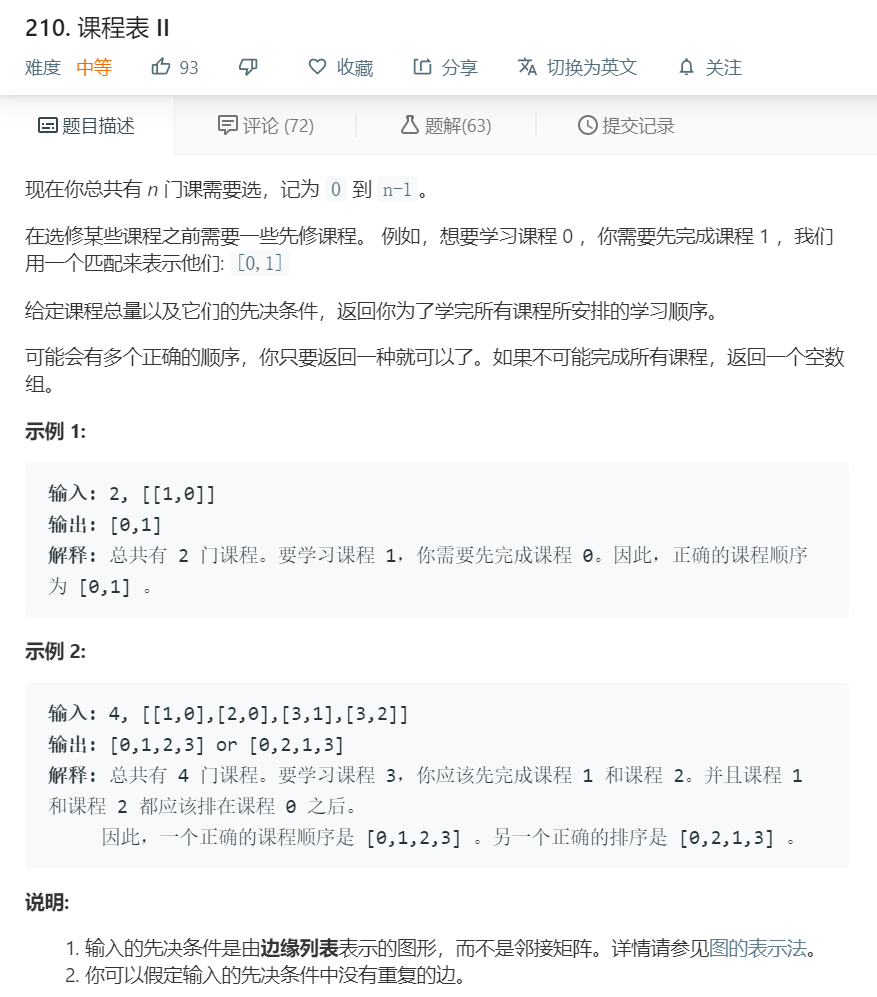 210. 课程表 II
难度 中等 93 收藏 分享 切换为英文 关注
题目描述 评论 (72) 题解(63) 提交记录
现在你总共有 n 门课需要选，记为 0 到 n-1 。
在选修某些课程之前需要一些先修课程。 例如，想要学习课程 0 ，你需要先完成课程 1 ，我们
用一个匹配来表示他们: [0,1]
给定课程总量以及它们的先决条件，返回你为了学完所有课程所安排的学习顺序。
可能会有多个正确的顺序，你只要返回一种就可以了。如果不可能完成所有课程，返回一个空数
组。
示例 1:
输入: 2, [[1,0]]
输出: [0,1]
解释: 总共有 2 门课程。要学习课程 1，你需要先完成课程 0。因此，正确的课程顺序
为 [0,1] 。
示例 2:
输入: 4, [[1,0],[2,0],[3,1],[3,2]]
输出: [0,1,2,3] or [0,2,1,3]
解释: 总共有 4 门课程。要学习课程 3，你应该先完成课程 1 和课程 2。并且课程 1
和课程 2 都应该排在课程 0 之后。
因此，一个正确的课程顺序是 [0,1,2,3] 。另一个正确的排序是 [0,2,1,3] 。
说明:
1. 输入的先决条件是由边缘列表表示的图形，而不是邻接矩阵。详情请参见图的表示法。
2. 你可以假定输入的先决条件中没有重复的边。